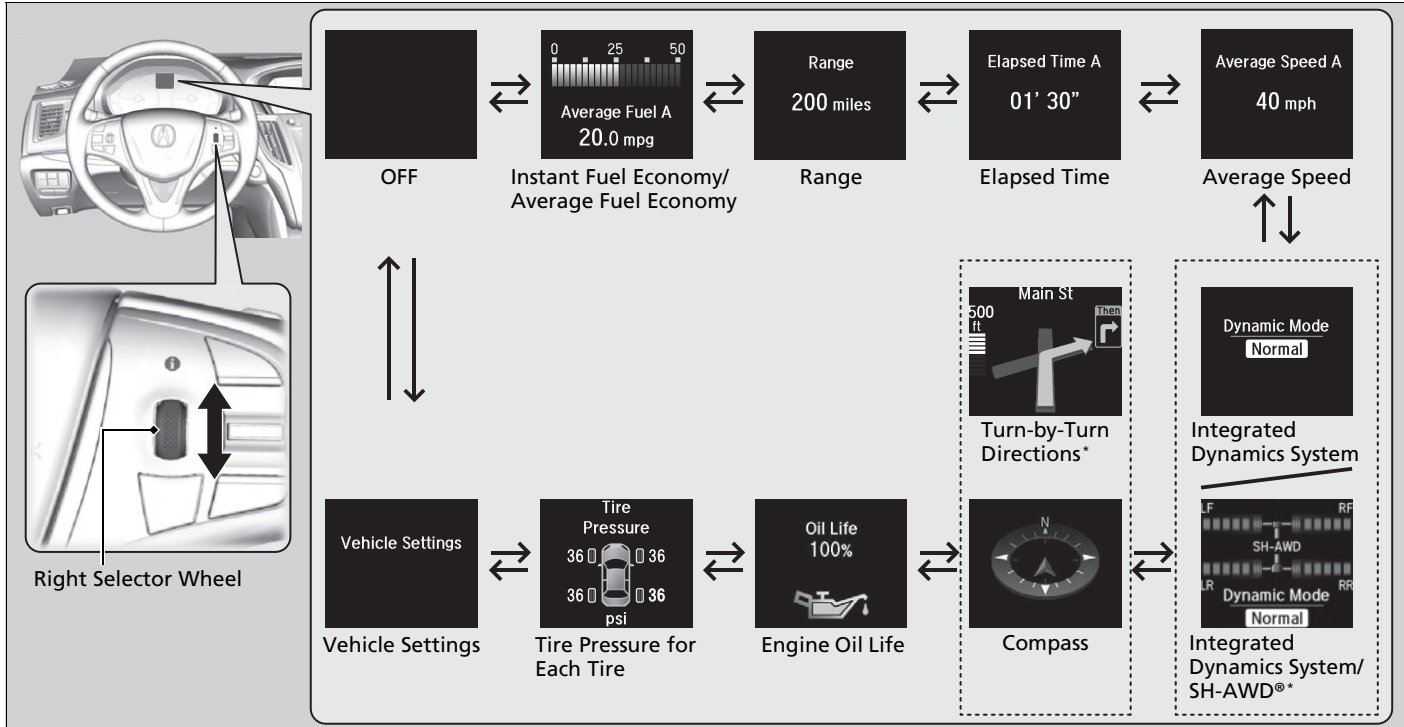 0 25 50
Average Fuel A
20.0 mpg
Range
200 miles
Elapsed Time A
01' 30"
Average Speed A
40 mph
OFF
Instant Fuel Economy/
Average Fuel Economy
Range
Elapsed Time
Average Speed
i
Right Selector Wheel
Main St
500
ft
Then
Turn-by-Turn
Directions*
Dynamic Mode
Normal
Integrated
Dynamics System
Vehicle Settings
Vehicle Settings
Tire
Pressure
36 36
36 36
psi
Tire Pressure for
Each Tire
Oil Life
100%
Engine Oil Life
N
Compass
LF RF
SH-AWD
LR RR
Dynamic Mode
Normal
Integrated
Dynamics System/
SH-AWD®*